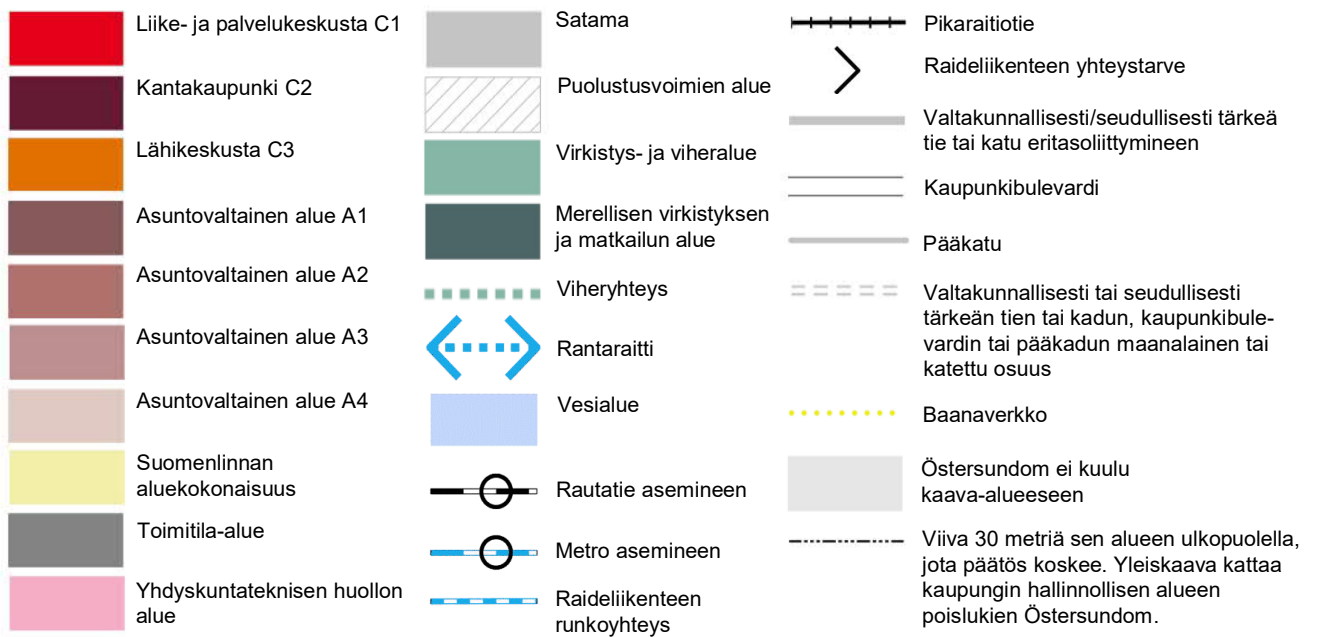 Liike- ja palvelukeskusta C1
Kantakaupunki C2
Lähikeskusta C3
Asuntovaltainen alue A1
Asuntovaltainen alue A2
Asuntovaltainen alue A3
Asuntovaltainen alue A4
Suomenlinnan
aluekokonaisuus
Toimitila-alue
Yhdyskuntateknisen huollon
alue
Satama
Puolustusvoimien alue
Virkistys- ja viheralue
Merellisen virkistyksen
ja matkailun alue
Viheryhteys
Rantaraitti
Vesialue
Rautatie asemineen
Metro asemineen
Raideliikenteen
runkoyhteys
Pikaraitiotie
Raideliikenteen yhteystarve
Valtakunnallisesti/seudullisesti tärkeä
tie tai katu eritasoliittymineen
Kaupunkibulevardi
Pääkatu
Valtakunnallisesti tai seudullisesti
tärkeän tien tai kadun, kaupunkibule-
vardin tai pääkadun maanalainen tai
katettu osuus
Baanaverkko
Östersundom ei kuulu
kaava-alueeseen
Viiva 30 metriä sen alueen ulkopuolella,
jota päätös koskee. Yleiskaava kattaa
kaupungin hallinnollisen alueen
poislukien Östersundom.